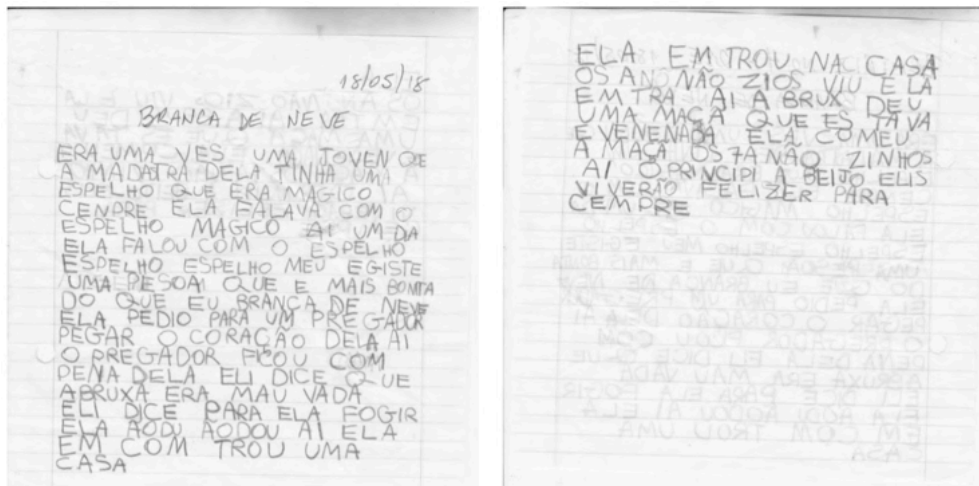 18/05/18
BRANCA DE NEVE
ERA UMA VES UMA JOVEN QE
A MADATRA DELA TINHA UMA
ESPELHO QUE ERA MAGICO
CENPRE ELA FALAVA COM O
ESPELHO MAGICO AI UM DA
ELA FALOU COM O ESPELHO
ESPELHO ESPELHO MEU EGISTE
UMA PESOAI QUE E MAIS BONITA
DO QUE EU BRANCA DE NEVE
ELA PEDIO PARA UM PREGADOR
PEGAR O CORAÇÃO DELA AI
O PREGADOR FICOU COM
PENA DELA ELI DICE QUE
ABRUXA ERA MAU VADA
ELI DICE PARA ELA FOGIR
ELA AODU AODOU AI ELA
EM COM TROU UMA
CASA
ELA EM TROU NA CASA
OS AN NÃO ZIOS VIU ELA
EM TRA AI A BRUX DEU
UMA MAÇA QUE ES TAVA
EVENENADA ELA COMEU
A MAÇA OS 7 A NÃO ZINHOS
AI O PRINCIPI A BEIJO ELIS
VIVERÃO FELIZER PARA
CEMPRE